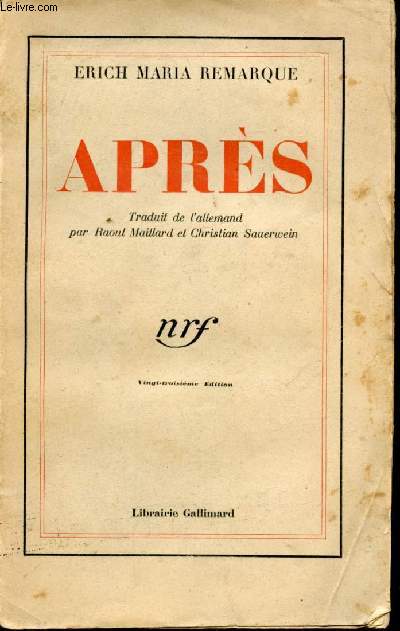 Le-livre.com
ERICH MARIA REMARQUE
APRÈS
Traduit de l'allemand
par Raoul Maillard et Christian Sauerwein
nrf
Vingt-troisième Edition
Librairie Gallimard